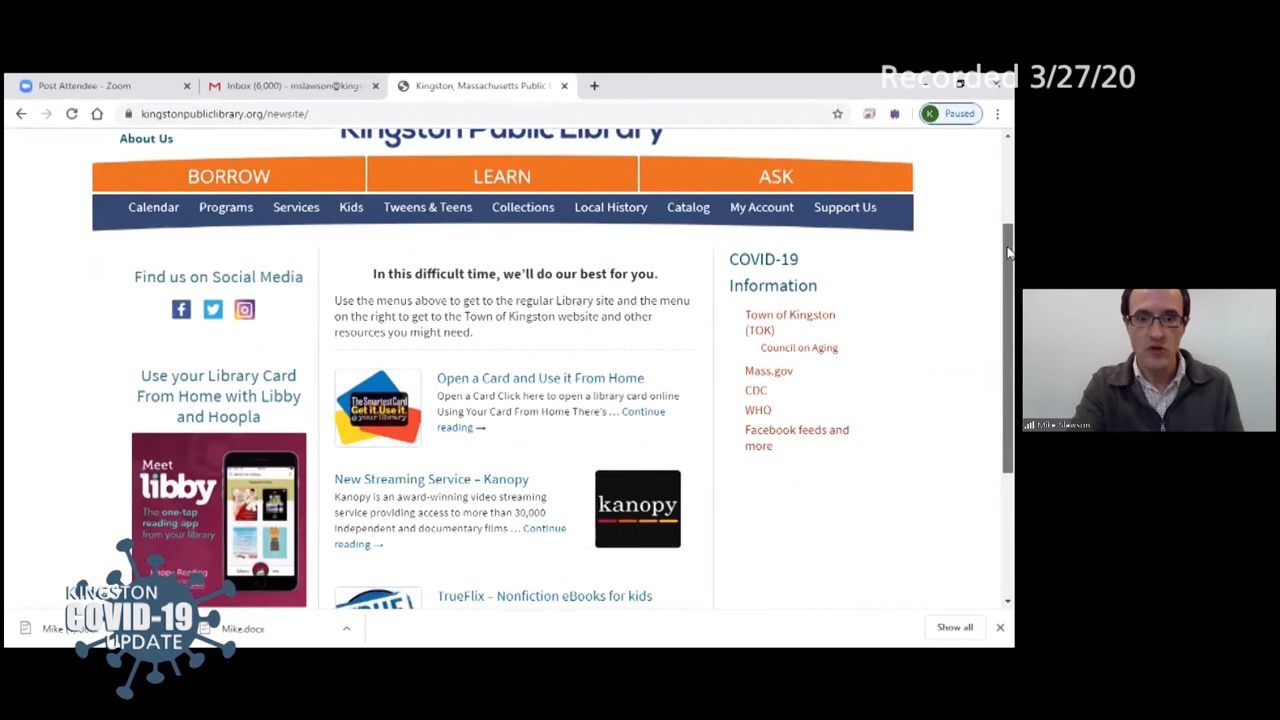 Recorded 3/27/20
Post Attendee - Zoom
Inbox (6,000) - mslawson@kings
Kingston, Massachusetts Public L
kingstonpubliclibrary.org/newsite/
K Paused
About Us
Kingston Public Library
BORROW LEARN ASK
Calendar Programs Services Kids Tweens & Teens Collections Local History Catalog My Account Support Us
Find us on Social Media
Use your Library Card
From Home with Libby
and Hoopla
Meet
libby
The one-tap
reading app
from your library
Happy Reading
In this difficult time, we'll do our best for you.
Use the menus above to get to the regular Library site and the menu
on the right to get to the Town of Kingston website and other
resources you might need.
The Smartest Card
Get it. Use it.
@ your library
Open a Card and Use it From Home
Open a Card Click here to open a library card online
Using Your Card From Home There's ... Continue
reading →
New Streaming Service – Kanopy
Kanopy is an award-winning video streaming
service providing access to more than 30,000
independent and documentary films ... Continue
reading →
kanopy
TRUE
TrueFlix – Nonfiction eBooks for kids
COVID-19
Information
Town of Kingston
(TOK)
Council on Aging
Mass.gov
CDC
WHO
Facebook feeds and
more
Mike Slawson
KINGSTON
COVID-19
UPDATE
Mike
Mike.docx
Show all